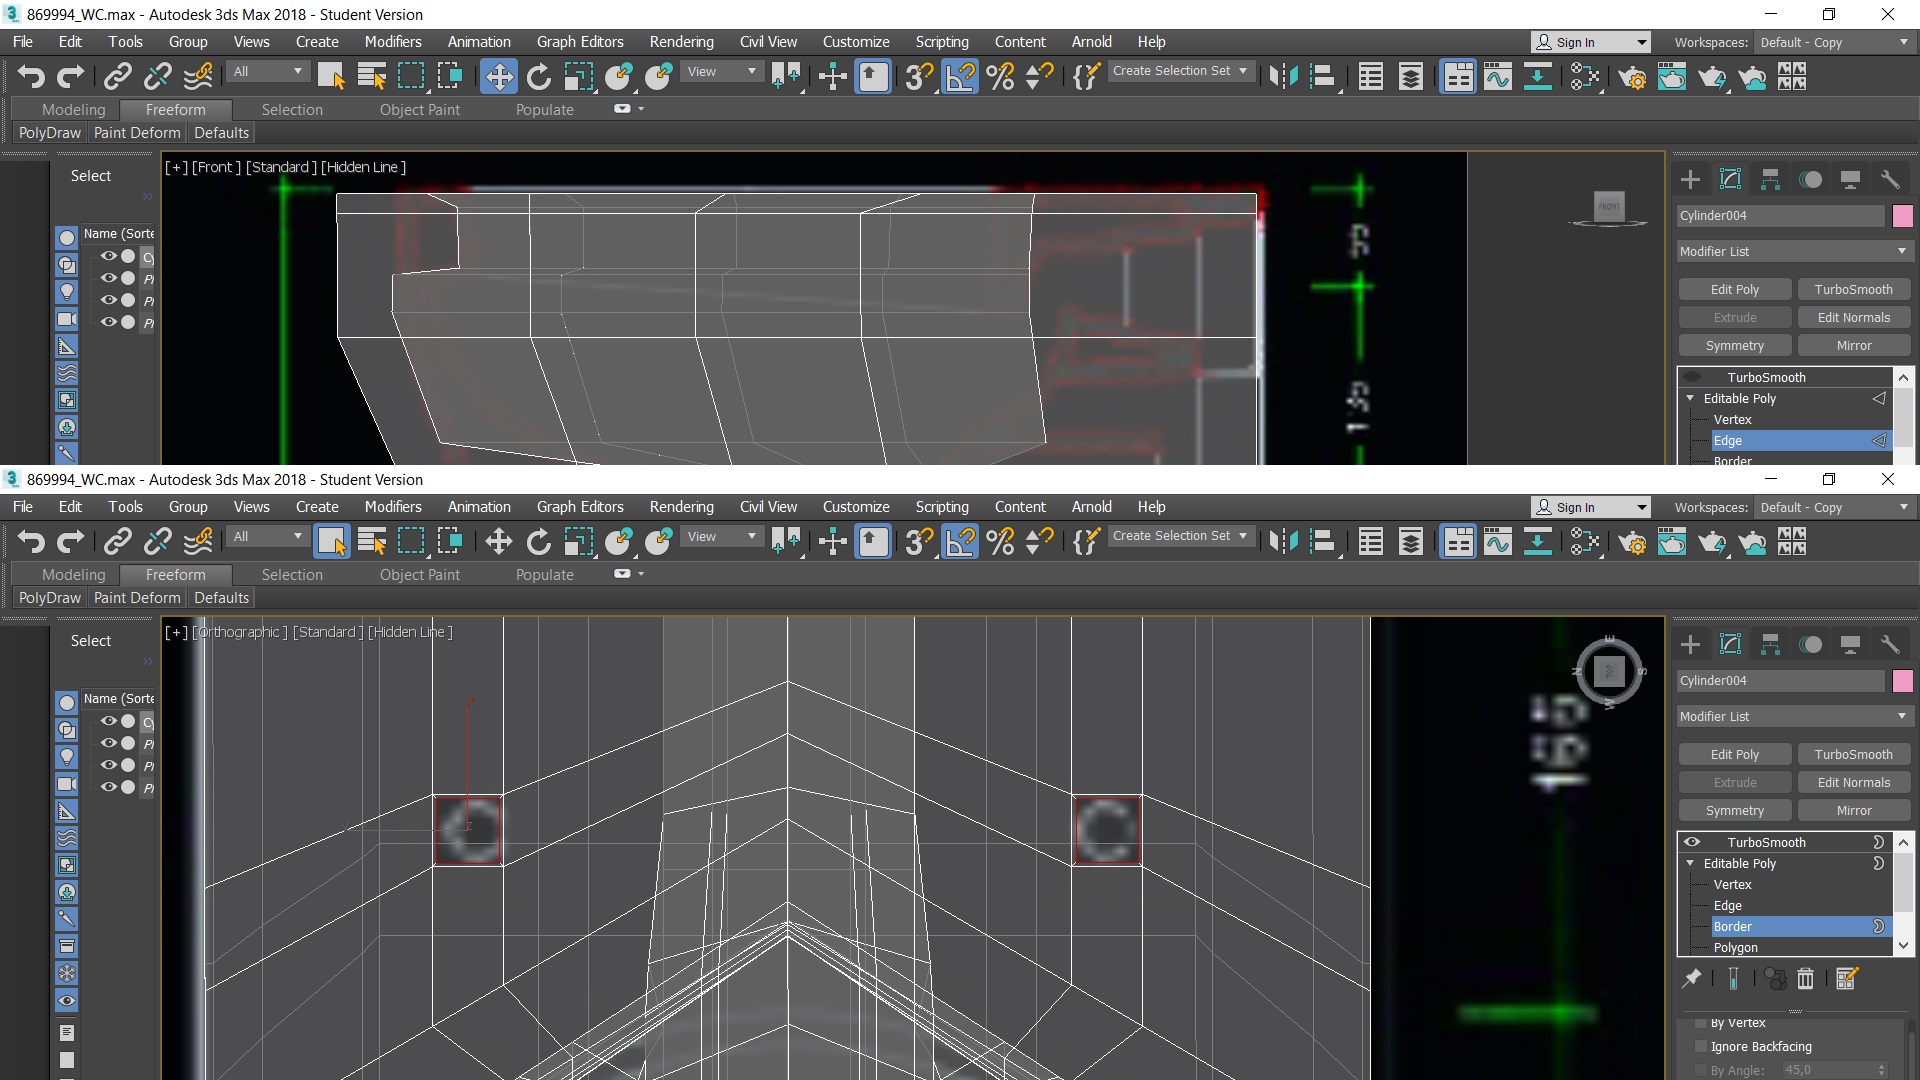 869994_WC.max - Autodesk 3ds Max 2018 - Student Version
File Edit Tools Group Views Create Modifiers Animation Graph Editors Rendering Civil View Customize Scripting Content Arnold Help Sign In Workspaces: Default - Copy
All View Create Selection Set
Modeling Freeform Selection Object Paint Populate
PolyDraw Paint Deform Defaults
[+] [Front ] [Standard ] [Hidden Line ]
Select
FRONT
Cylinder004
Name (Sorte
Modifier List
Edit Poly TurboSmooth
Extrude Edit Normals
Symmetry Mirror
TurboSmooth
Editable Poly
Vertex
Edge
Border
869994_WC.max - Autodesk 3ds Max 2018 - Student Version
File Edit Tools Group Views Create Modifiers Animation Graph Editors Rendering Civil View Customize Scripting Content Arnold Help Sign In Workspaces: Default - Copy
All View Create Selection Set
Modeling Freeform Selection Object Paint Populate
PolyDraw Paint Deform Defaults
[+] [Orthographic ] [Standard ] [Hidden Line ]
Select
TOP
Cylinder004
Name (Sorte
Modifier List
Edit Poly TurboSmooth
Extrude Edit Normals
Symmetry Mirror
TurboSmooth
Editable Poly
Vertex
Edge
Border
Polygon
By Vertex
Ignore Backfacing
By Angle: 45,0